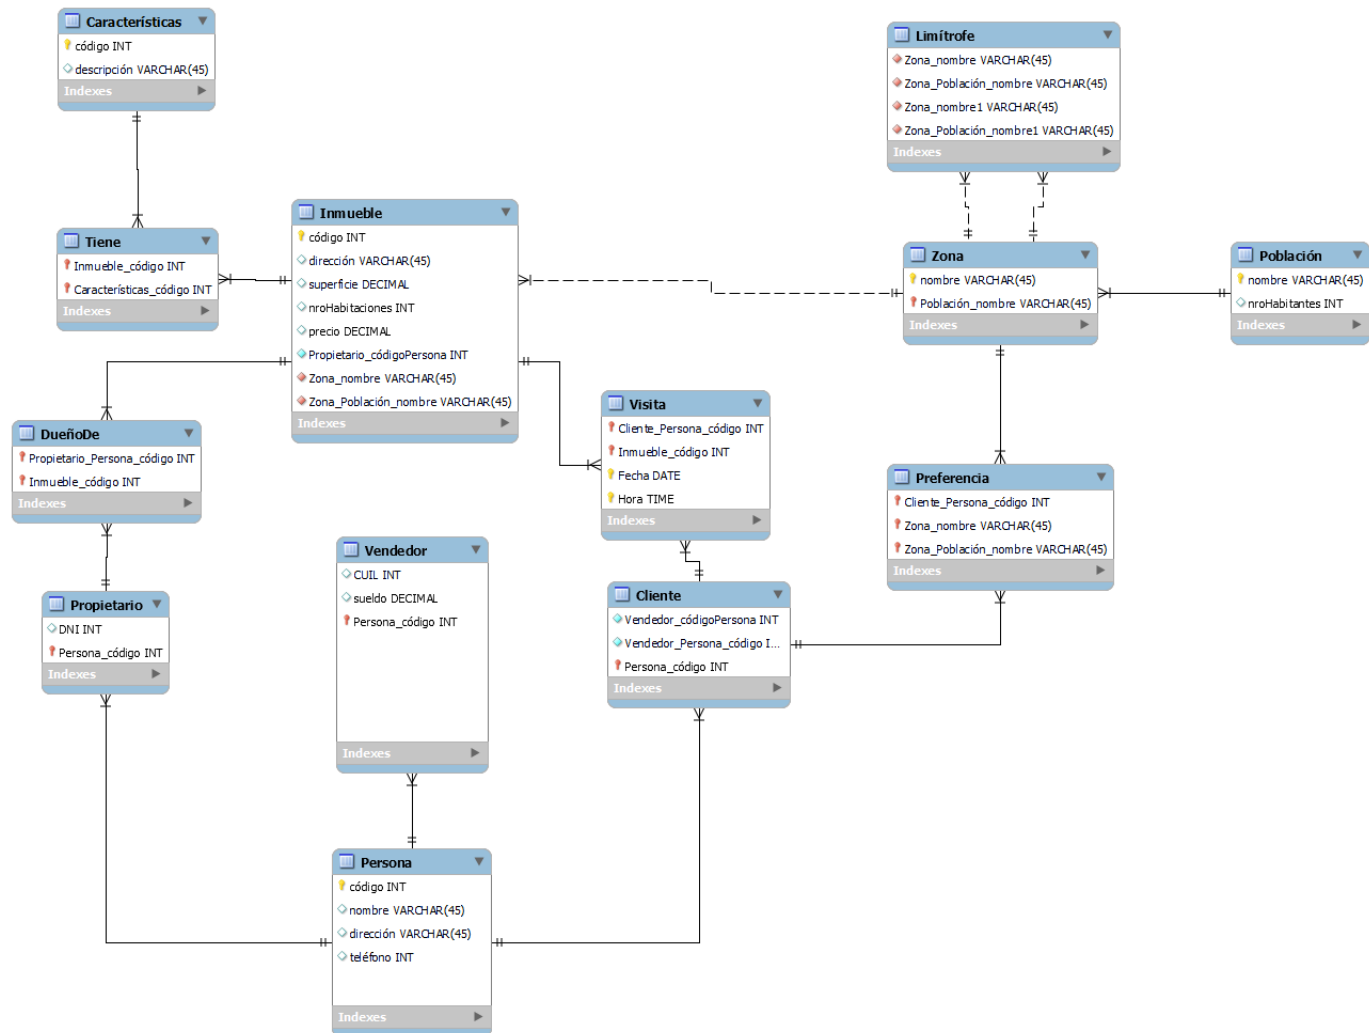 Características
código INT
descripción VARCHAR(45)
Indexes
Limítrofe
Zona_nombre VARCHAR(45)
Zona_Población_nombre VARCHAR(45)
Zona_nombre1 VARCHAR(45)
Zona_Población_nombre1 VARCHAR(45)
Indexes
Inmueble
código INT
dirección VARCHAR(45)
superficie DECIMAL
nroHabitaciones INT
precio DECIMAL
Propietario_códigoPersona INT
Zona_nombre VARCHAR(45)
Zona_Población_nombre VARCHAR(45)
Indexes
Tiene
Inmueble_código INT
Características_código INT
Indexes
Zona
nombre VARCHAR(45)
Población_nombre VARCHAR(45)
Indexes
Población
nombre VARCHAR(45)
nroHabitantes INT
Indexes
Visita
Cliente_Persona_código INT
Inmueble_código INT
Fecha DATE
Hora TIME
Indexes
DueñoDe
Propietario_Persona_código INT
Inmueble_código INT
Indexes
Preferencia
Cliente_Persona_código INT
Zona_nombre VARCHAR(45)
Zona_Población_nombre VARCHAR(45)
Indexes
Vendedor
CUIL INT
sueldo DECIMAL
Persona_código INT
Indexes
Cliente
Vendedor_códigoPersona INT
Vendedor_Persona_código I...
Persona_código INT
Indexes
Propietario
DNI INT
Persona_código INT
Indexes
Persona
código INT
nombre VARCHAR(45)
dirección VARCHAR(45)
teléfono INT
Indexes